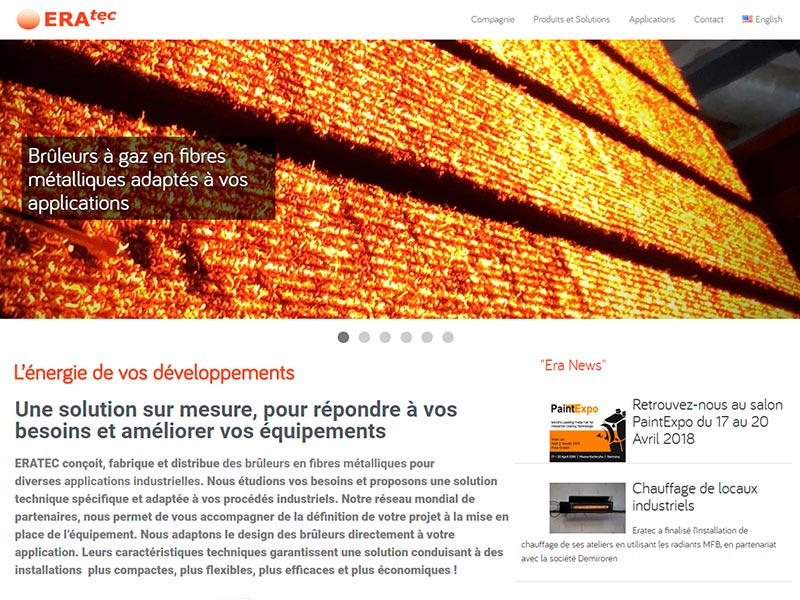 ERAtec
Compagnie
Produits et Solutions
Applications
Contact
English
Brûleurs à gaz en fibres
métalliques adaptés à vos
applications
L'énergie de vos développements
Une solution sur mesure, pour répondre à vos
besoins et améliorer vos équipements
ERATEC conçoit, fabrique et distribue des brûleurs en fibres métalliques pour
diverses applications industrielles. Nous étudions vos besoins et proposons une solution
technique spécifique et adaptée à vos procédés industriels. Notre réseau mondial de
partenaires, nous permet de vous accompagner de la définition de votre projet à la mise en
place de l'équipement. Nous adaptons le design des brûleurs directement à votre
application. Leurs caractéristiques techniques garantissent une solution conduisant à des
installations plus compactes, plus flexibles, plus efficaces et plus économiques !
"Era News"
PaintExpo
Retrouvez-nous au salon
PaintExpo du 17 au 20
Avril 2018
Chauffage de locaux
industriels
Eratec a finalisé l'installation de
chauffage de ses ateliers en utilisant les radiants MFB, en partenariat
avec la société Demiroren